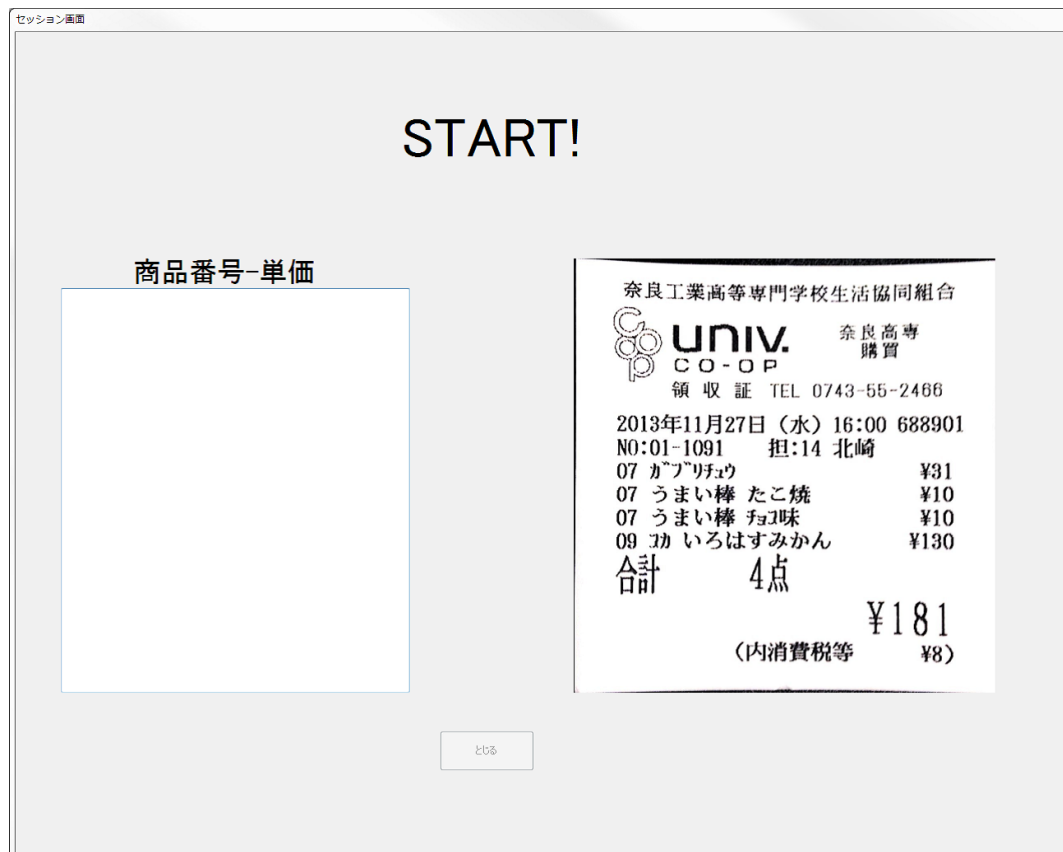 セッション画面
START!
商品番号-単価
奈良工業高等専門学校生活協同組合
Coop
UNIV.
CO-OP
奈良高専
購買
領収証 TEL 0743-55-2466
2013年11月27日（水）16:00 688901
NO:01-1091 担:14 北崎
07 ｶﾞﾌﾞﾘﾁｭｳ ¥31
07 うまい棒 たこ焼 ¥10
07 うまい棒 ﾁｮｺ味 ¥10
09 ｺｶ いろはすみかん ¥130
合計 4点
¥181
（内消費税等 ¥8）
とじる